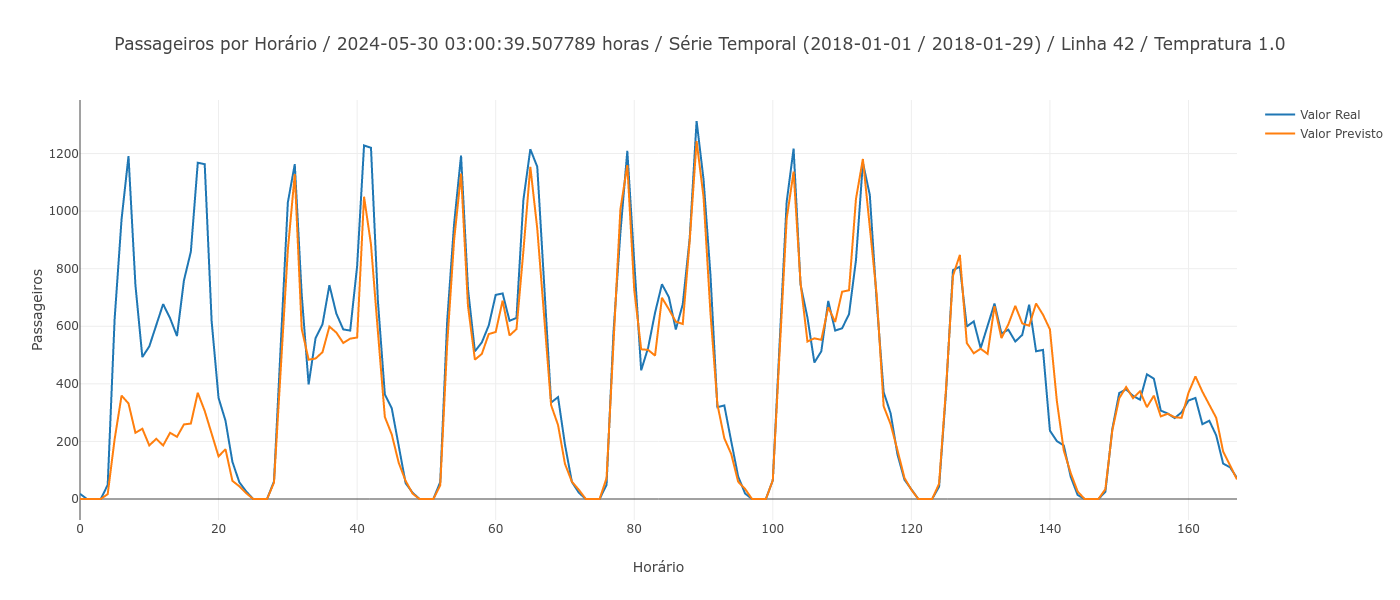 Passageiros por Horário / 2024-05-30 03:00:39.507789 horas / Série Temporal (2018-01-01 / 2018-01-29) / Linha 42 / Tempratura 1.0
Valor Real
Valor Previsto
Passageiros
1200
1000
800
600
400
200
0
0 20 40 60 80 100 120 140 160
Horário